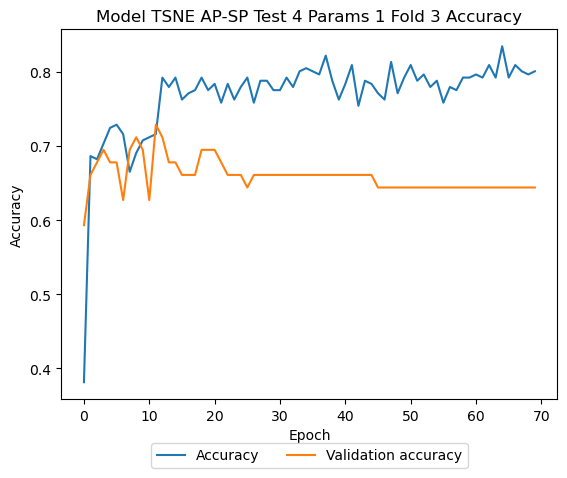 Model TSNE AP-SP Test 4 Params 1 Fold 3 Accuracy
Accuracy
0.8
0.7
0.6
0.5
0.4
0 10 20 30 40 50 60 70
Epoch
Accuracy Validation accuracy